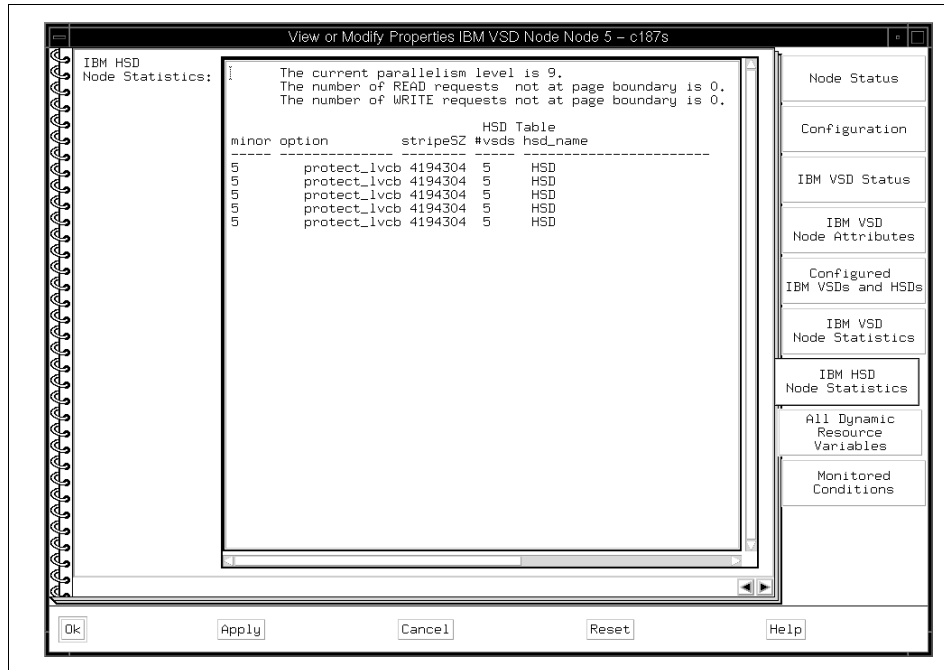 View or Modify Properties IBM VSD Node Node 5 – c187s
IBM HSD
Node Statistics:
The current parallelism level is 9.
The number of READ requests  not at page boundary is 0.
The number of WRITE requests not at page boundary is 0.
HSD Table
minor option          stripeSZ #vsds hsd_name
----- --------------- -------- ----- -------------------------
5        protect_lvcb 4194304  5     HSD
5        protect_lvcb 4194304  5     HSD
5        protect_lvcb 4194304  5     HSD
5        protect_lvcb 4194304  5     HSD
5        protect_lvcb 4194304  5     HSD
Node Status
Configuration
IBM VSD Status
IBM VSD
Node Attributes
Configured
IBM VSDs and HSDs
IBM VSD
Node Statistics
IBM HSD
Node Statistics
All Dynamic
Resource
Variables
Monitored
Conditions
Ok
Apply
Cancel
Reset
Help